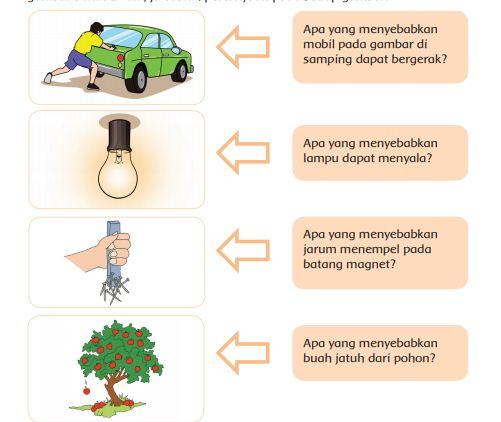 Apa yang menyebabkan
mobil pada gambar di
samping dapat bergerak?
Apa yang menyebabkan
lampu dapat menyala?
Apa yang menyebabkan
jarum menempel pada
batang magnet?
Apa yang menyebabkan
buah jatuh dari pohon?